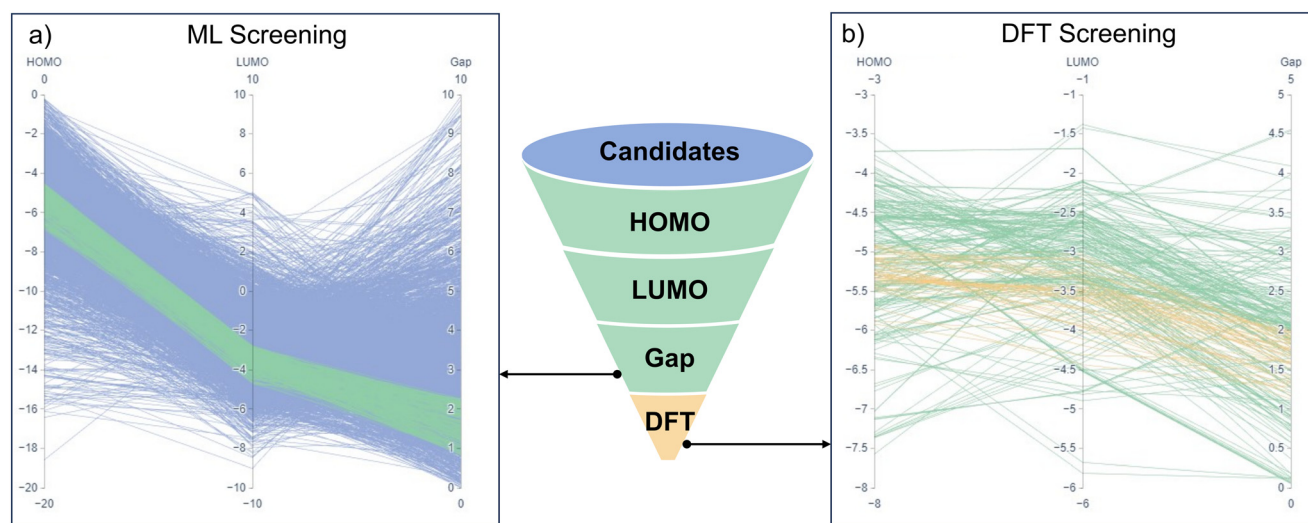 a) ML Screening
HOMO LUMO Gap
0 10 10
0 10 10
−2 8 9
−4 6 8
−6 4 7
−8 2 6
−10 0 5
−12 −2 4
−14 −4 3
−16 −6 2
−18 −8 1
−20 −10 0
−20 −10 0
Candidates
HOMO
LUMO
Gap
DFT
b) DFT Screening
HOMO LUMO Gap
−3 −1 5
−3 −1 5
−3.5 −1.5 4.5
−4 −2 4
−4.5 −2.5 3.5
−5 −3 3
−5.5 −3.5 2.5
−6 −4 2
−6.5 −4.5 1.5
−7 −5 1
−7.5 −5.5 0.5
−8 −6 0
−8 −6 0